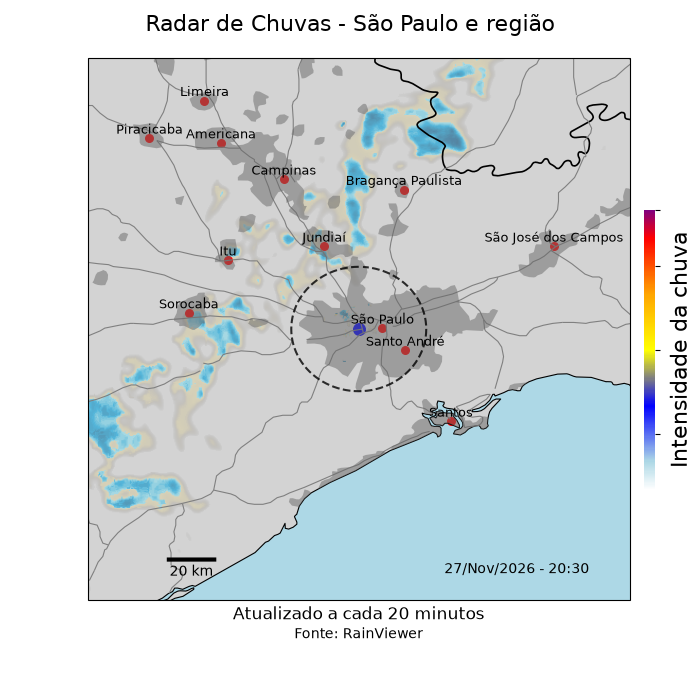 Radar de Chuvas - São Paulo e região
Limeira
Piracicaba
Americana
Campinas
Bragança Paulista
Jundiaí
São José dos Campos
Itu
Sorocaba
São Paulo
Santo André
Santos
20 km
27/Nov/2026 - 20:30
Intensidade da chuva
Atualizado a cada 20 minutos
Fonte: RainViewer